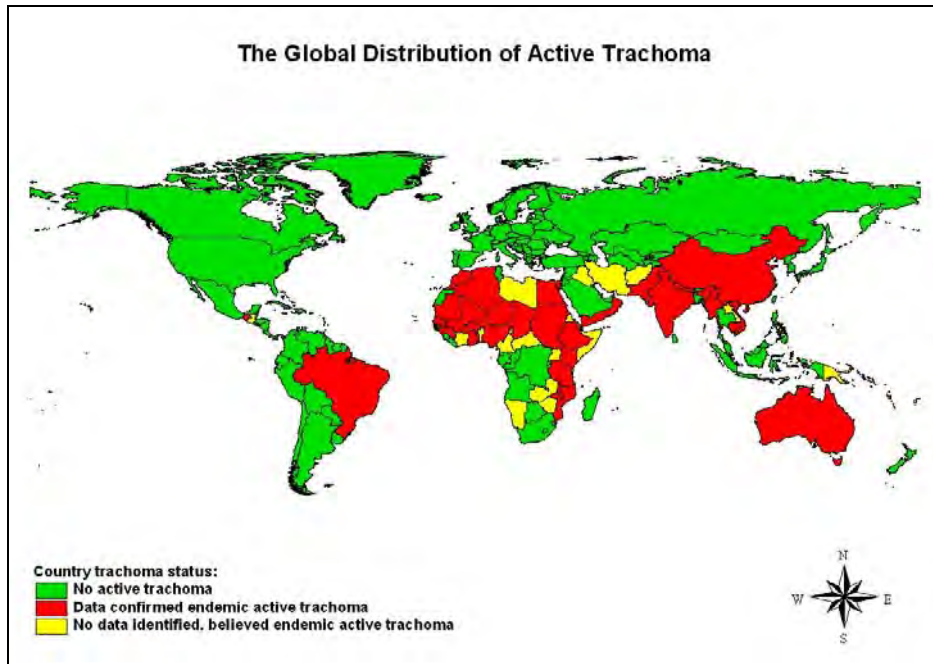 The Global Distribution of Active Trachoma
Country trachoma status:
No active trachoma
Data confirmed endemic active trachoma
No data identified, believed endemic active trachoma
N
W E
S